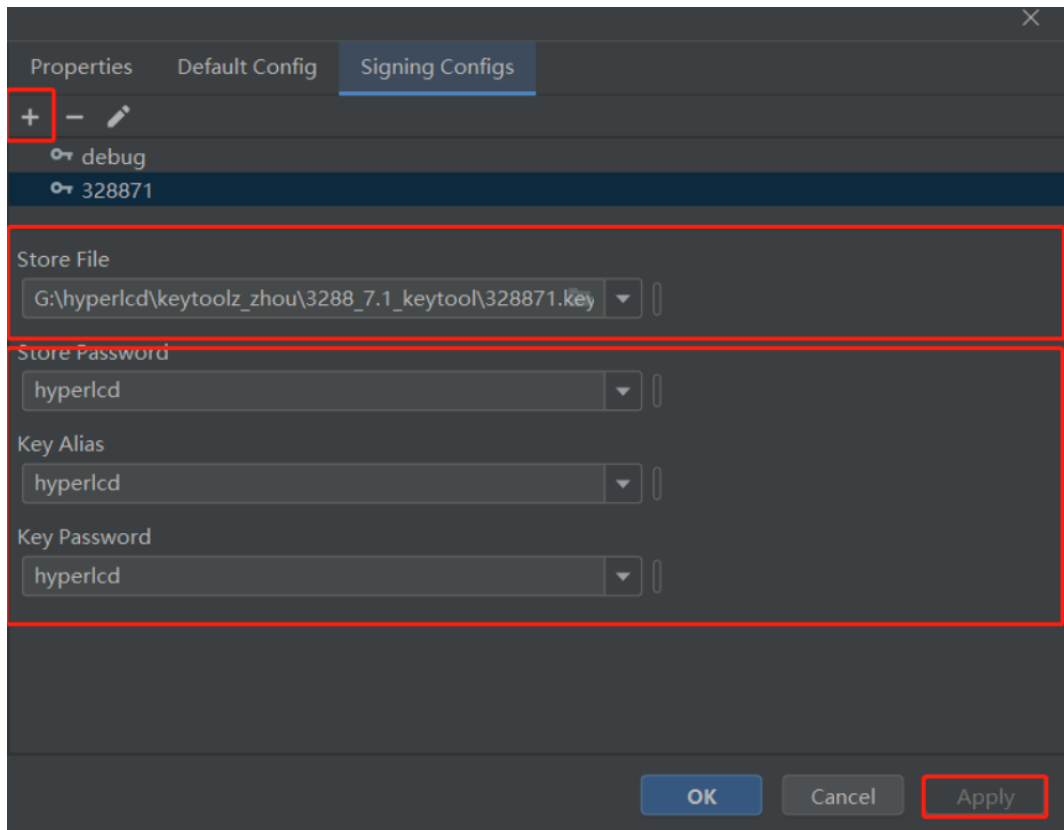 Properties Default Config Signing Configs
debug
328871
Store File
G:\hyperlcd\keytoolz_zhou\3288_7.1_keytool\328871.key
Store Password
hyperlcd
Key Alias
hyperlcd
Key Password
hyperlcd
OK Cancel Apply